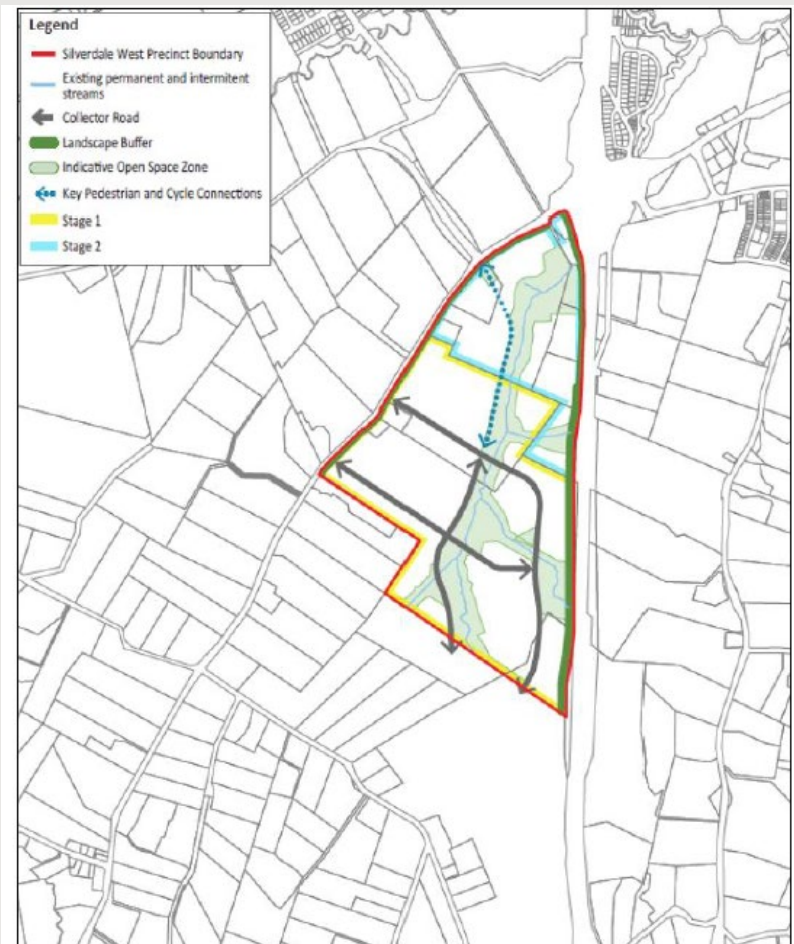 Legend
Silverdale West Precinct Boundary
Existing permanent and intermitent
streams
Collector Road
Landscape Buffer
Indicative Open Space Zone
Key Pedestrian and Cycle Connections
Stage 1
Stage 2